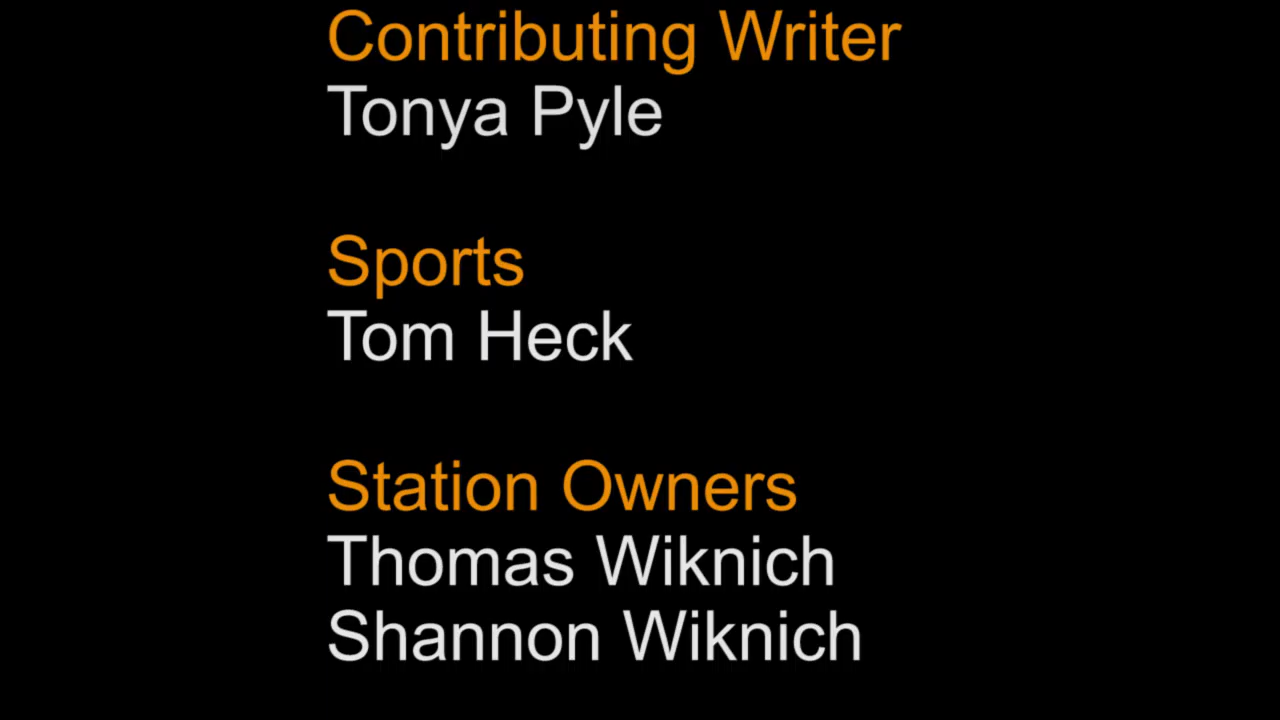 Contributing Writer
Tonya Pyle
Sports
Tom Heck
Station Owners
Thomas Wiknich
Shannon Wiknich